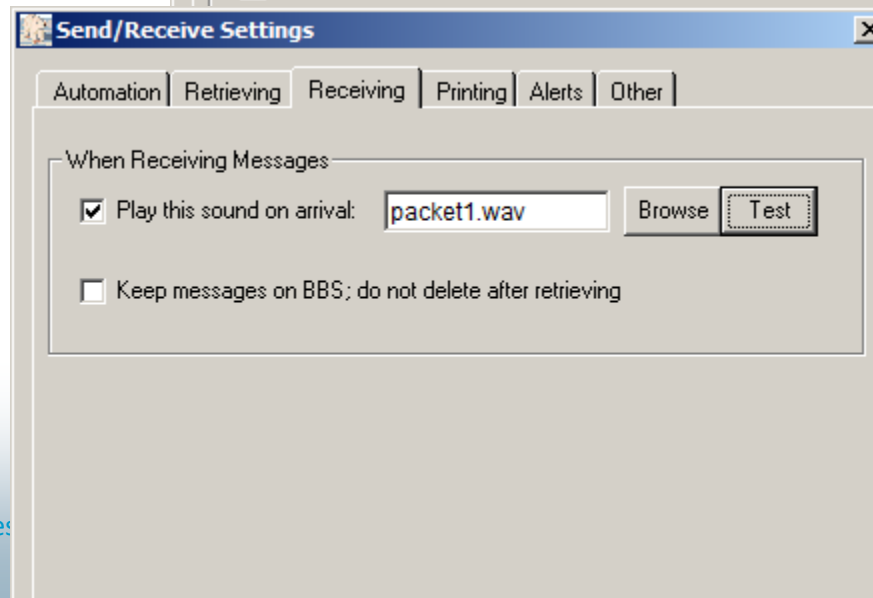 Send/Receive Settings
Automation Retrieving Receiving Printing Alerts Other
When Receiving Messages
Play this sound on arrival: packet1.wav Browse Test
Keep messages on BBS; do not delete after retrieving
es